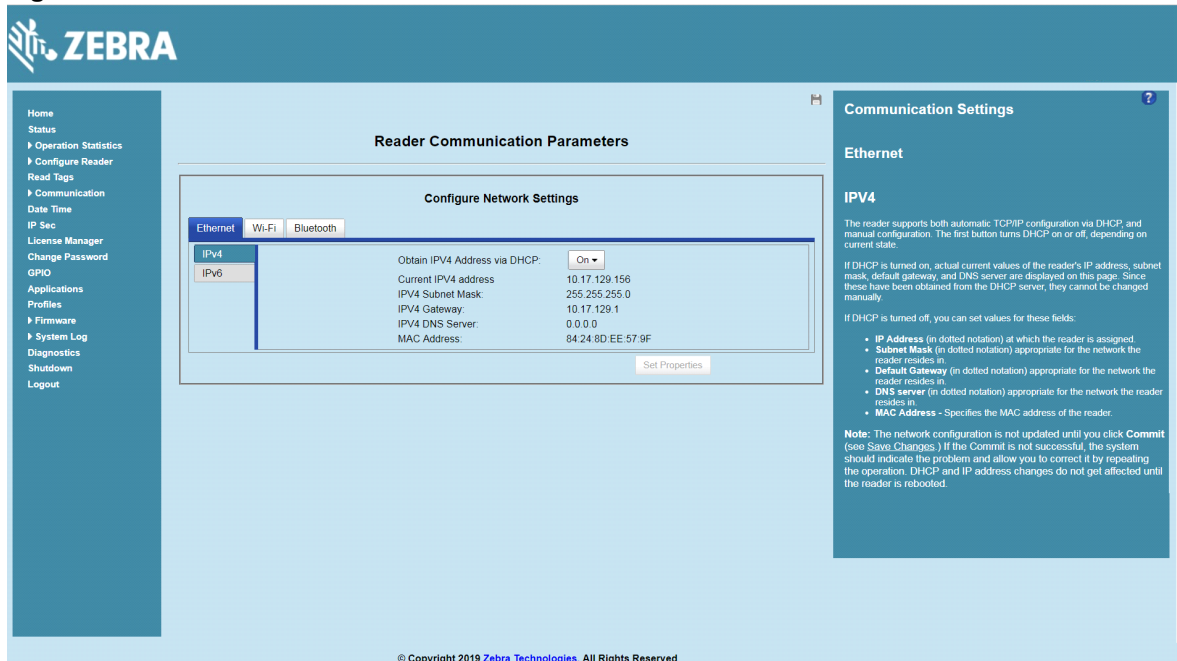 ZEBRA
Home
Status
Operation Statistics
Configure Reader
Read Tags
Communication
Date Time
IP Sec
License Manager
Change Password
GPIO
Applications
Profiles
Firmware
System Log
Diagnostics
Shutdown
Logout
Reader Communication Parameters
Configure Network Settings
Ethernet Wi-Fi Bluetooth
IPv4
IPv6
Obtain IPV4 Address via DHCP: On
Current IPV4 address 10.17.129.156
IPV4 Subnet Mask: 255.255.255.0
IPV4 Gateway: 10.17.129.1
IPV4 DNS Server: 0.0.0.0
MAC Address: 84:24:8D:EE:57:9F
Set Properties
?
Communication Settings
Ethernet
IPV4
The reader supports both automatic TCP/IP configuration via DHCP, and
manual configuration. The first button turns DHCP on or off, depending on
current state.
If DHCP is turned on, actual current values of the reader's IP address, subnet
mask, default gateway, and DNS server are displayed on this page. Since
these have been obtained from the DHCP server, they cannot be changed
manually.
If DHCP is turned off, you can set values for these fields:
• IP Address (in dotted notation) at which the reader is assigned.
• Subnet Mask (in dotted notation) appropriate for the network the
reader resides in.
• Default Gateway (in dotted notation) appropriate for the network the
reader resides in.
• DNS server (in dotted notation) appropriate for the network the reader
resides in.
• MAC Address - Specifies the MAC address of the reader.
Note: The network configuration is not updated until you click Commit
(see Save Changes.) If the Commit is not successful, the system
should indicate the problem and allow you to correct it by repeating
the operation. DHCP and IP address changes do not get affected until
the reader is rebooted.
© Copyright 2019 Zebra Technologies. All Rights Reserved